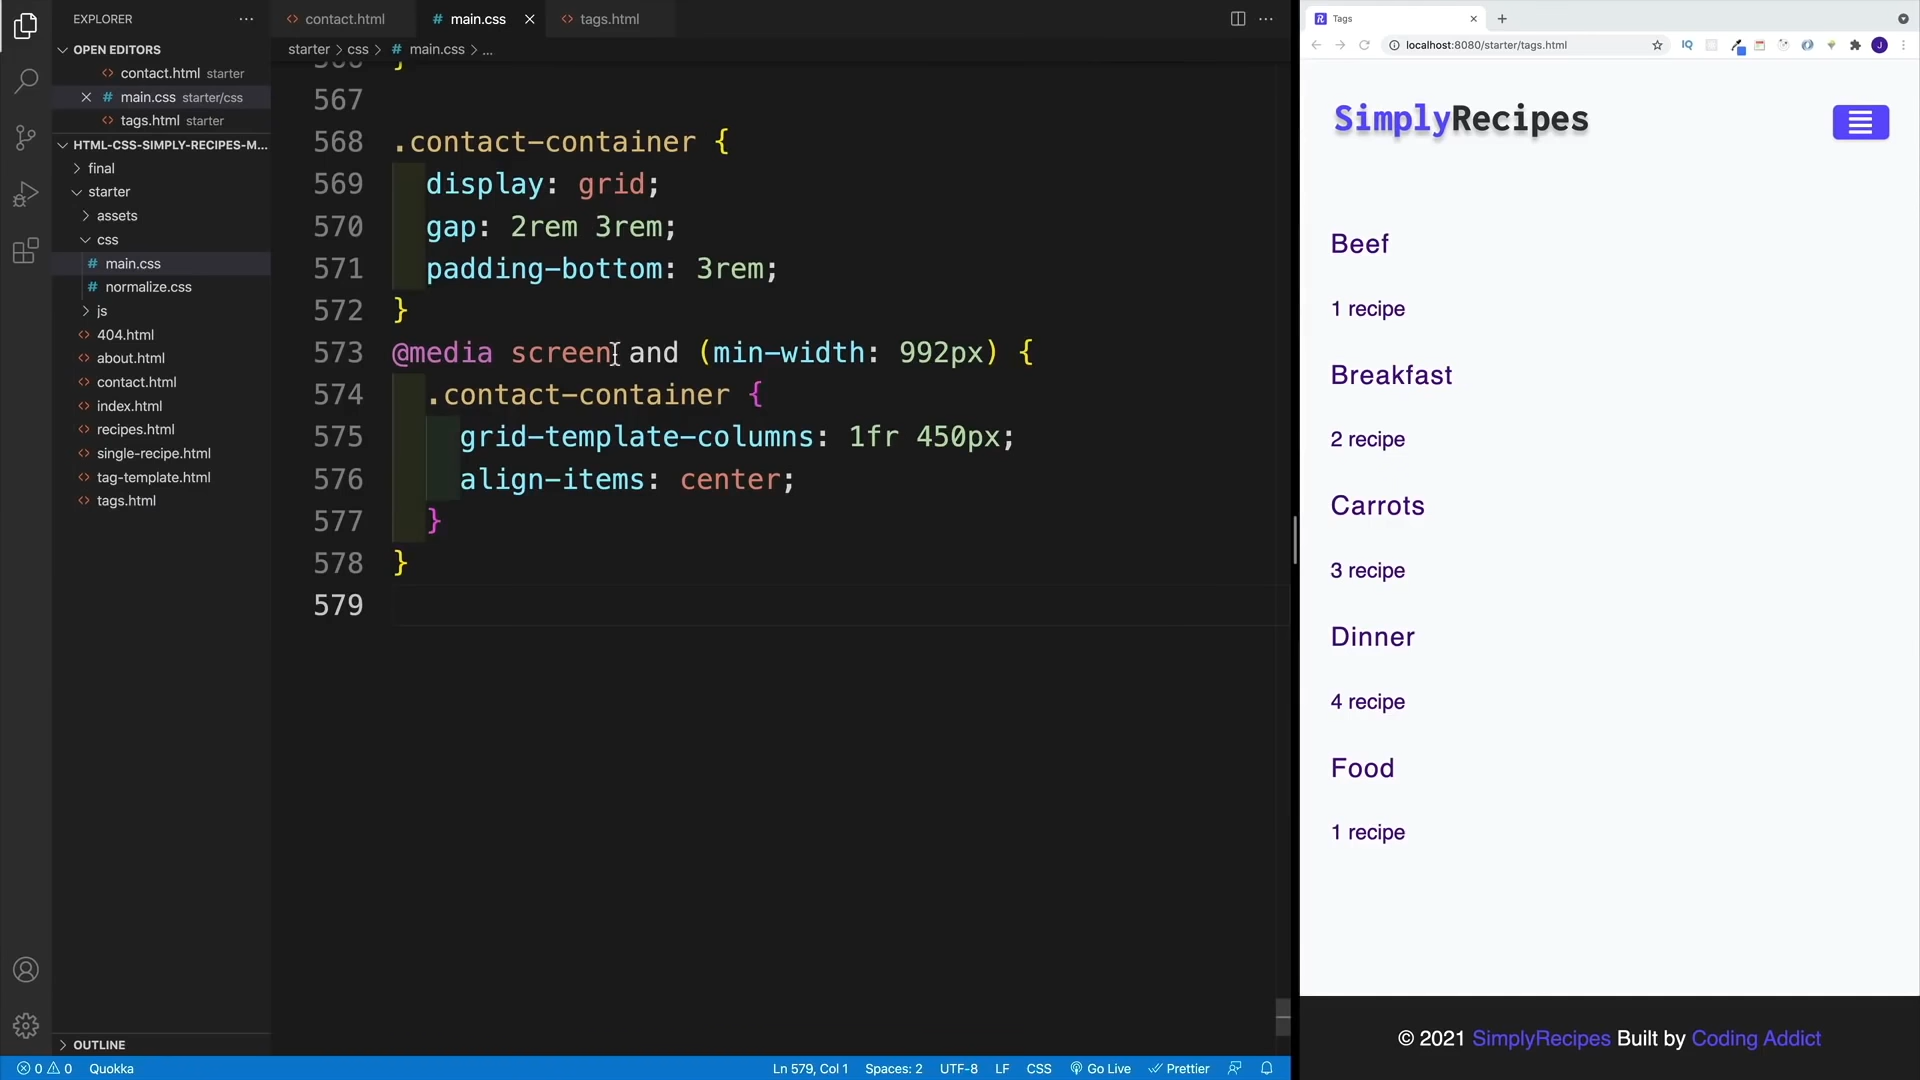 EXPLORER
OPEN EDITORS
contact.html starter
main.css starter/css
tags.html starter
HTML-CSS-SIMPLY-RECIPES-M...
final
starter
assets
css
# main.css
# normalize.css
js
404.html
about.html
contact.html
index.html
recipes.html
single-recipe.html
tag-template.html
tags.html
OUTLINE
contact.html
# main.css
tags.html
starter > css > # main.css > ...
566 }
567
568 .contact-container {
569 display: grid;
570 gap: 2rem 3rem;
571 padding-bottom: 3rem;
572 }
573 @media screen and (min-width: 992px) {
574 .contact-container {
575 grid-template-columns: 1fr 450px;
576 align-items: center;
577 }
578 }
579
0 0 Quokka
Ln 579, Col 1 Spaces: 2 UTF-8 LF CSS Go Live Prettier
Tags
localhost:8080/starter/tags.html
IQ
J
SimplyRecipes
Beef
1 recipe
Breakfast
2 recipe
Carrots
3 recipe
Dinner
4 recipe
Food
1 recipe
© 2021 SimplyRecipes Built by Coding Addict